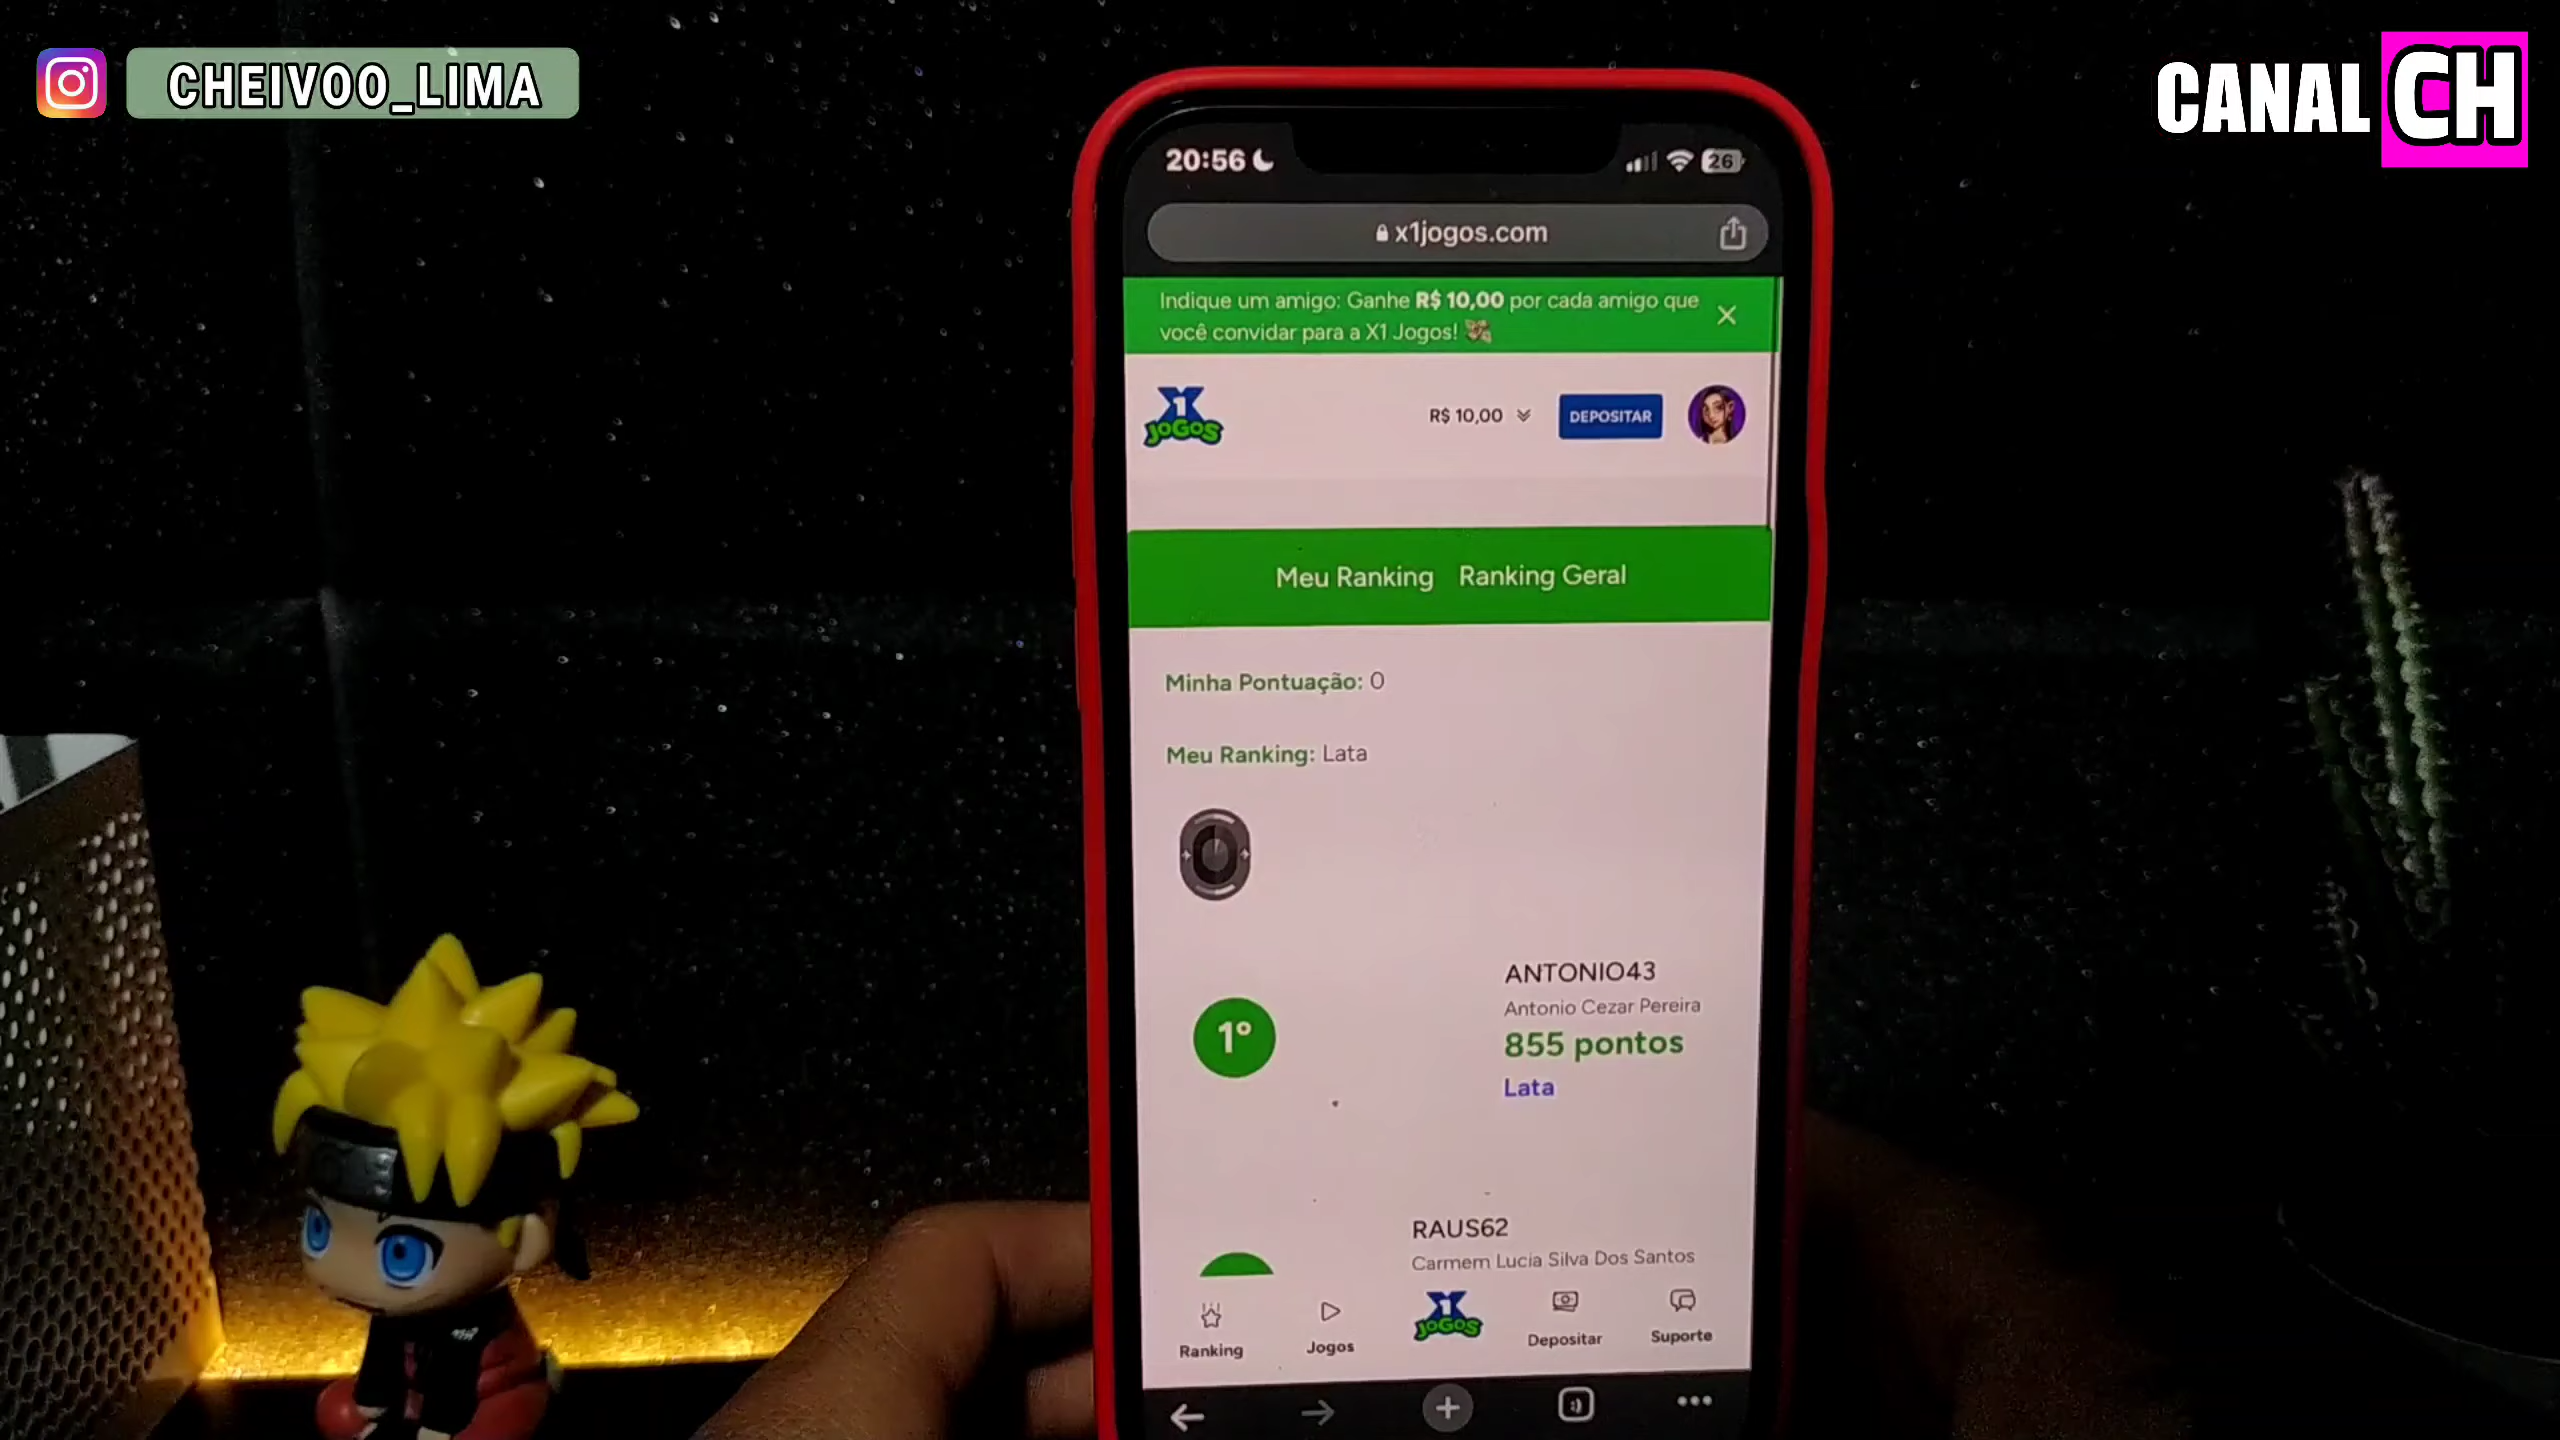 CHEIVOO_LIMA
CANAL CH
20:56
26
x1jogos.com
Indique um amigo: Ganhe R$ 10,00 por cada amigo que
você convidar para a X1 Jogos!
X1
JOGOS
R$ 10,00
DEPOSITAR
Meu Ranking Ranking Geral
Minha Pontuação: 0
Meu Ranking: Lata
1º
ANTONIO43
Antonio Cezar Pereira
855 pontos
Lata
RAUS62
Carmem Lucia Silva Dos Santos
Ranking
Jogos
X1
JOGOS
Depositar
Suporte
:)